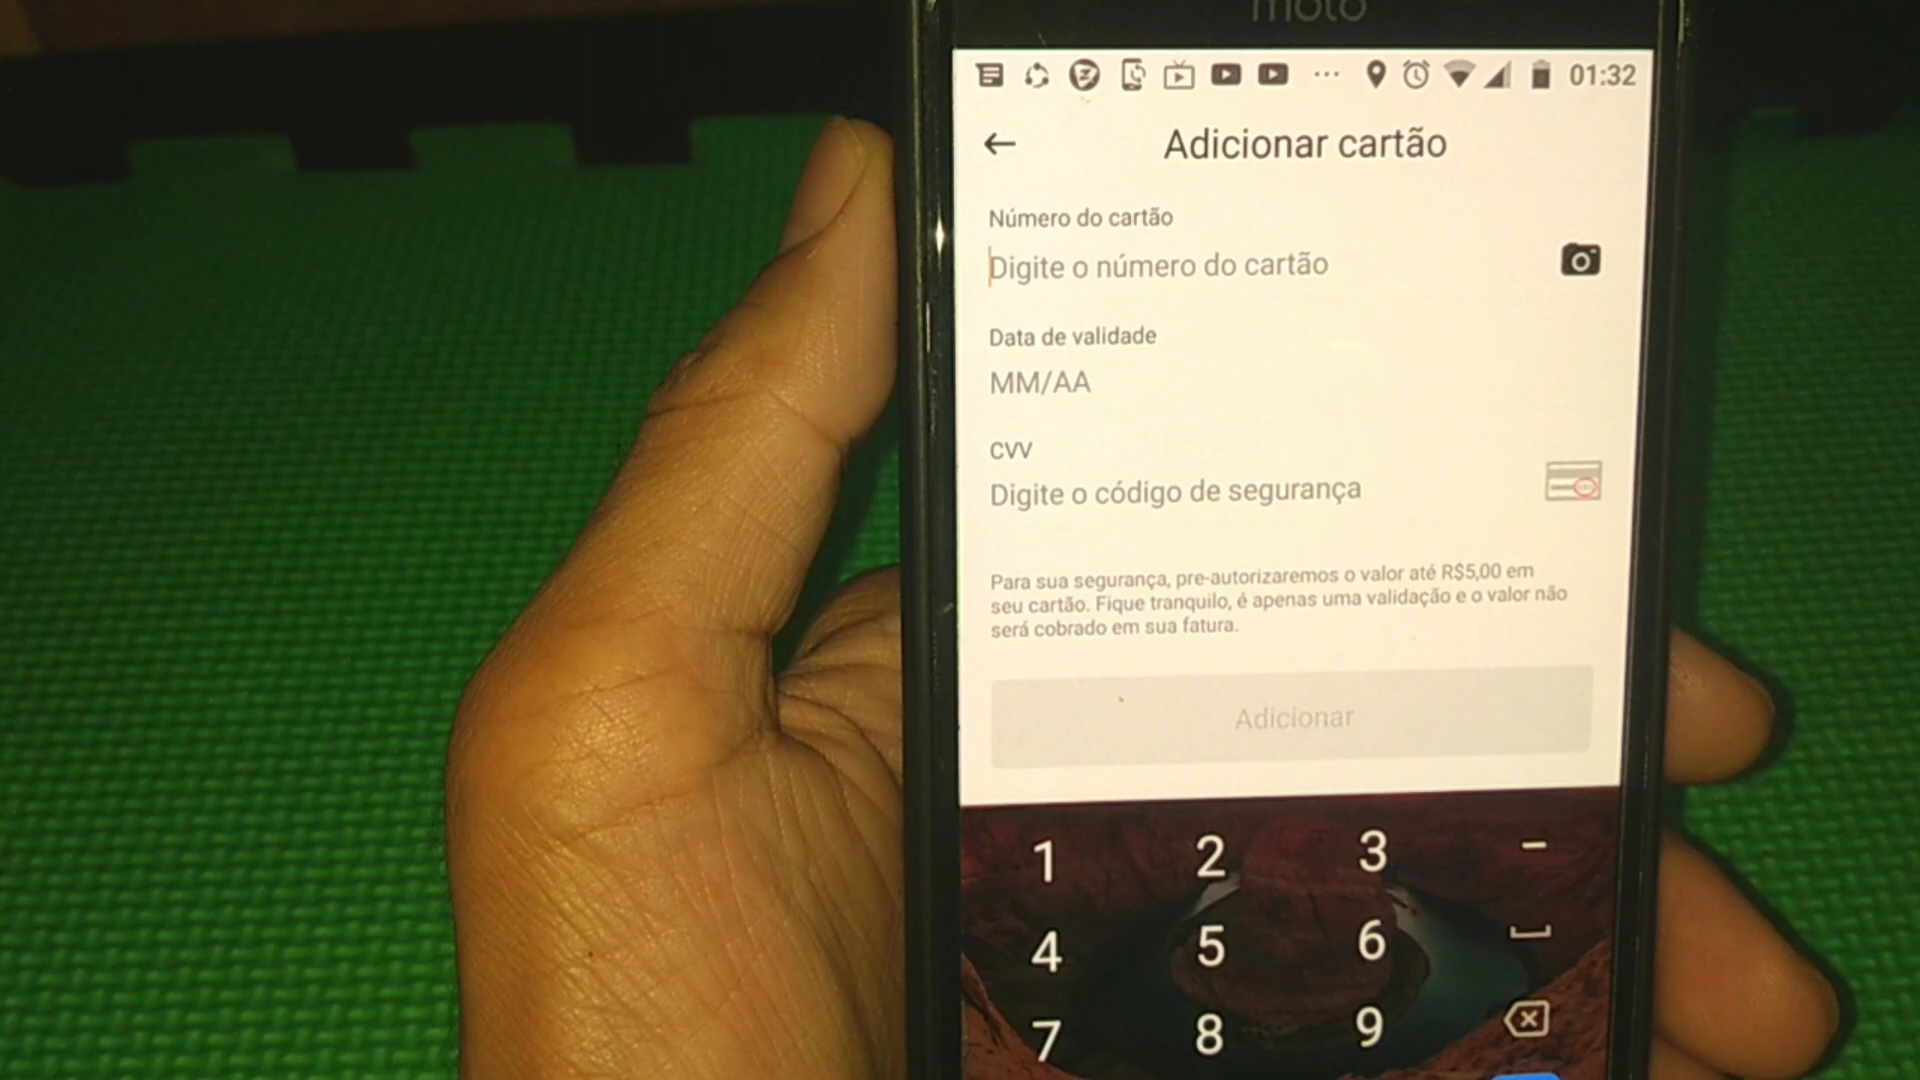 moto
01:32
Adicionar cartão
Número do cartão
Digite o número do cartão
Data de validade
MM/AA
CVV
Digite o código de segurança
Para sua segurança, pre-autorizaremos o valor até R$5,00 em
seu cartão. Fique tranquilo, é apenas uma validação e o valor não
será cobrado em sua fatura.
Adicionar
1 2 3 -
4 5 6
7 8 9